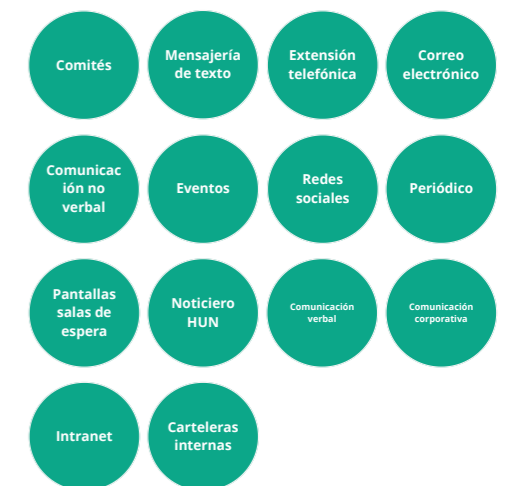 Comités
Mensajería
de texto
Extensión
telefónica
Correo
electrónico
Comunicac
ión no
verbal
Eventos
Redes
sociales
Periódico
Pantallas
salas de
espera
Noticiero
HUN
Comunicación
verbal
Comunicación
corporativa
Intranet
Carteleras
internas